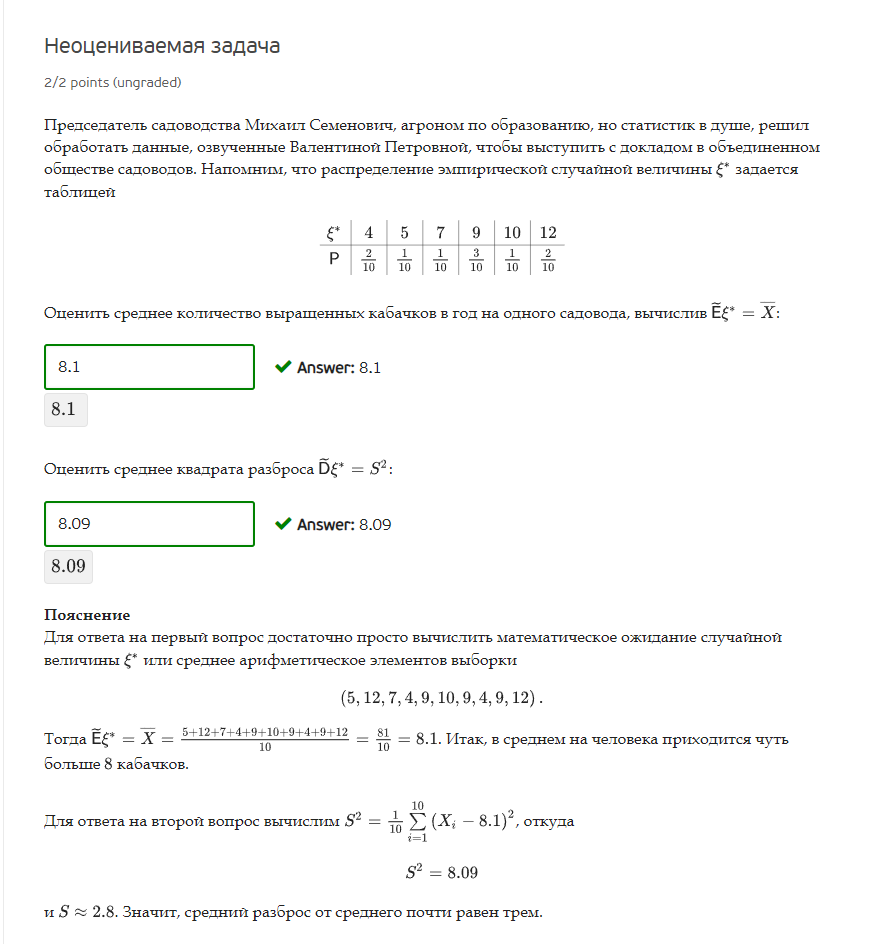 Неоцениваемая задача
2/2 points (ungraded)
Председатель садоводства Михаил Семенович, агроном по образованию, но статистик в душе, решил
обработать данные, озвученные Валентиной Петровной, чтобы выступить с докладом в объединенном
обществе садоводов. Напомним, что распределение эмпирической случайной величины ξ* задается
таблицей
ξ* 4 5 7 9 10 12
P 2/10 1/10 1/10 3/10 1/10 2/10
Оценить среднее количество выращенных кабачков в год на одного садовода, вычислив Ẽξ* = X̅:
8.1 ✔ Answer: 8.1
8.1
Оценить среднее квадрата разброса D̃ξ* = S²:
8.09 ✔ Answer: 8.09
8.09
Пояснение
Для ответа на первый вопрос достаточно просто вычислить математическое ожидание случайной
величины ξ* или среднее арифметическое элементов выборки
(5, 12, 7, 4, 9, 10, 9, 4, 9, 12) .
Тогда Ẽξ* = X̅ = 5+12+7+4+9+10+9+4+9+12/10 = 81/10 = 8.1. Итак, в среднем на человека приходится чуть
больше 8 кабачков.
Для ответа на второй вопрос вычислим S² = 1/10 ∑_{i=1}^{10} (Xᵢ − 8.1)², откуда
S² = 8.09
и S ≈ 2.8. Значит, средний разброс от среднего почти равен трем.